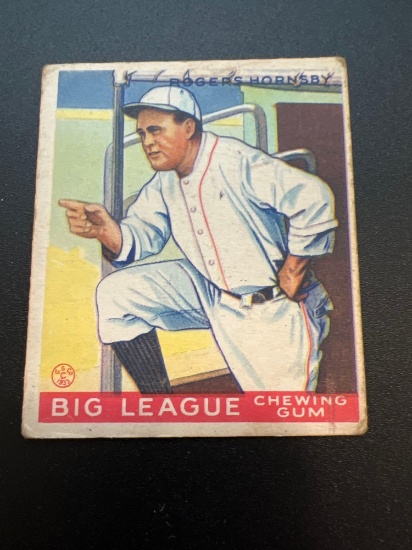 ROGERS HORNSBY
BIG LEAGUE CHEWING
GUM